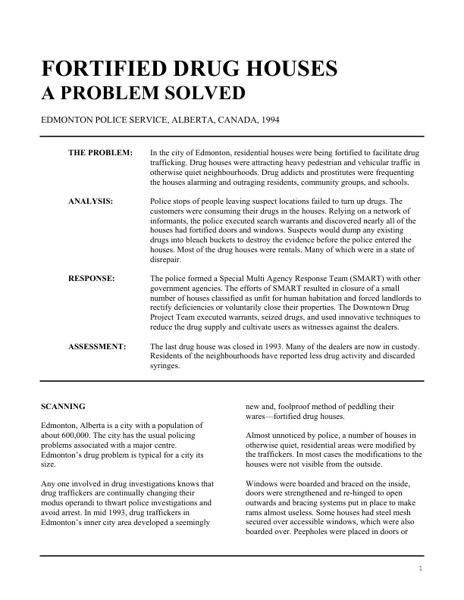 FORTIFIED DRUG HOUSES
A PROBLEM SOLVED
EDMONTON POLICE SERVICE, ALBERTA, CANADA, 1994
THE PROBLEM: In the city of Edmonton, residential houses were being fortified to facilitate drug
trafficking. Drug houses were attracting heavy pedestrian and vehicular traffic in
otherwise quiet neighbourhoods. Drug addicts and prostitutes were frequenting
the houses alarming and outraging residents, community groups, and schools.
ANALYSIS: Police stops of people leaving suspect locations failed to turn up drugs. The
customers were consuming their drugs in the houses. Relying on a network of
informants, the police executed search warrants and discovered nearly all of the
houses had fortified doors and windows. Suspects would dump any existing
drugs into bleach buckets to destroy the evidence before the police entered the
houses. Most of the drug houses were rentals. Many of which were in a state of
disrepair.
RESPONSE: The police formed a Special Multi Agency Response Team (SMART) with other
government agencies. The efforts of SMART resulted in closure of a small
number of houses classified as unfit for human habitation and forced landlords to
rectify deficiencies or voluntarily close their properties. The Downtown Drug
Project Team executed warrants, seized drugs, and used innovative techniques to
reduce the drug supply and cultivate users as witnesses against the dealers.
ASSESSMENT: The last drug house was closed in 1993. Many of the dealers are now in custody.
Residents of the neighbourhoods have reported less drug activity and discarded
syringes.
SCANNING
Edmonton, Alberta is a city with a population of
about 600,000. The city has the usual policing
problems associated with a major centre.
Edmonton's drug problem is typical for a city its
size.
Any one involved in drug investigations knows that
drug traffickers are continually changing their
modus operandi to thwart police investigations and
avoid arrest. In mid 1993, drug traffickers in
Edmonton's inner city area developed a seemingly
new and, foolproof method of peddling their
wares—fortified drug houses.
Almost unnoticed by police, a number of houses in
otherwise quiet, residential areas were modified by
the traffickers. In most cases the modifications to the
houses were not visible from the outside.
Windows were boarded and braced on the inside,
doors were strengthened and re-hinged to open
outwards and bracing systems put in place to make
rams almost useless. Some houses had steel mesh
secured over accessible windows, which were also
boarded over. Peepholes were placed in doors or
1